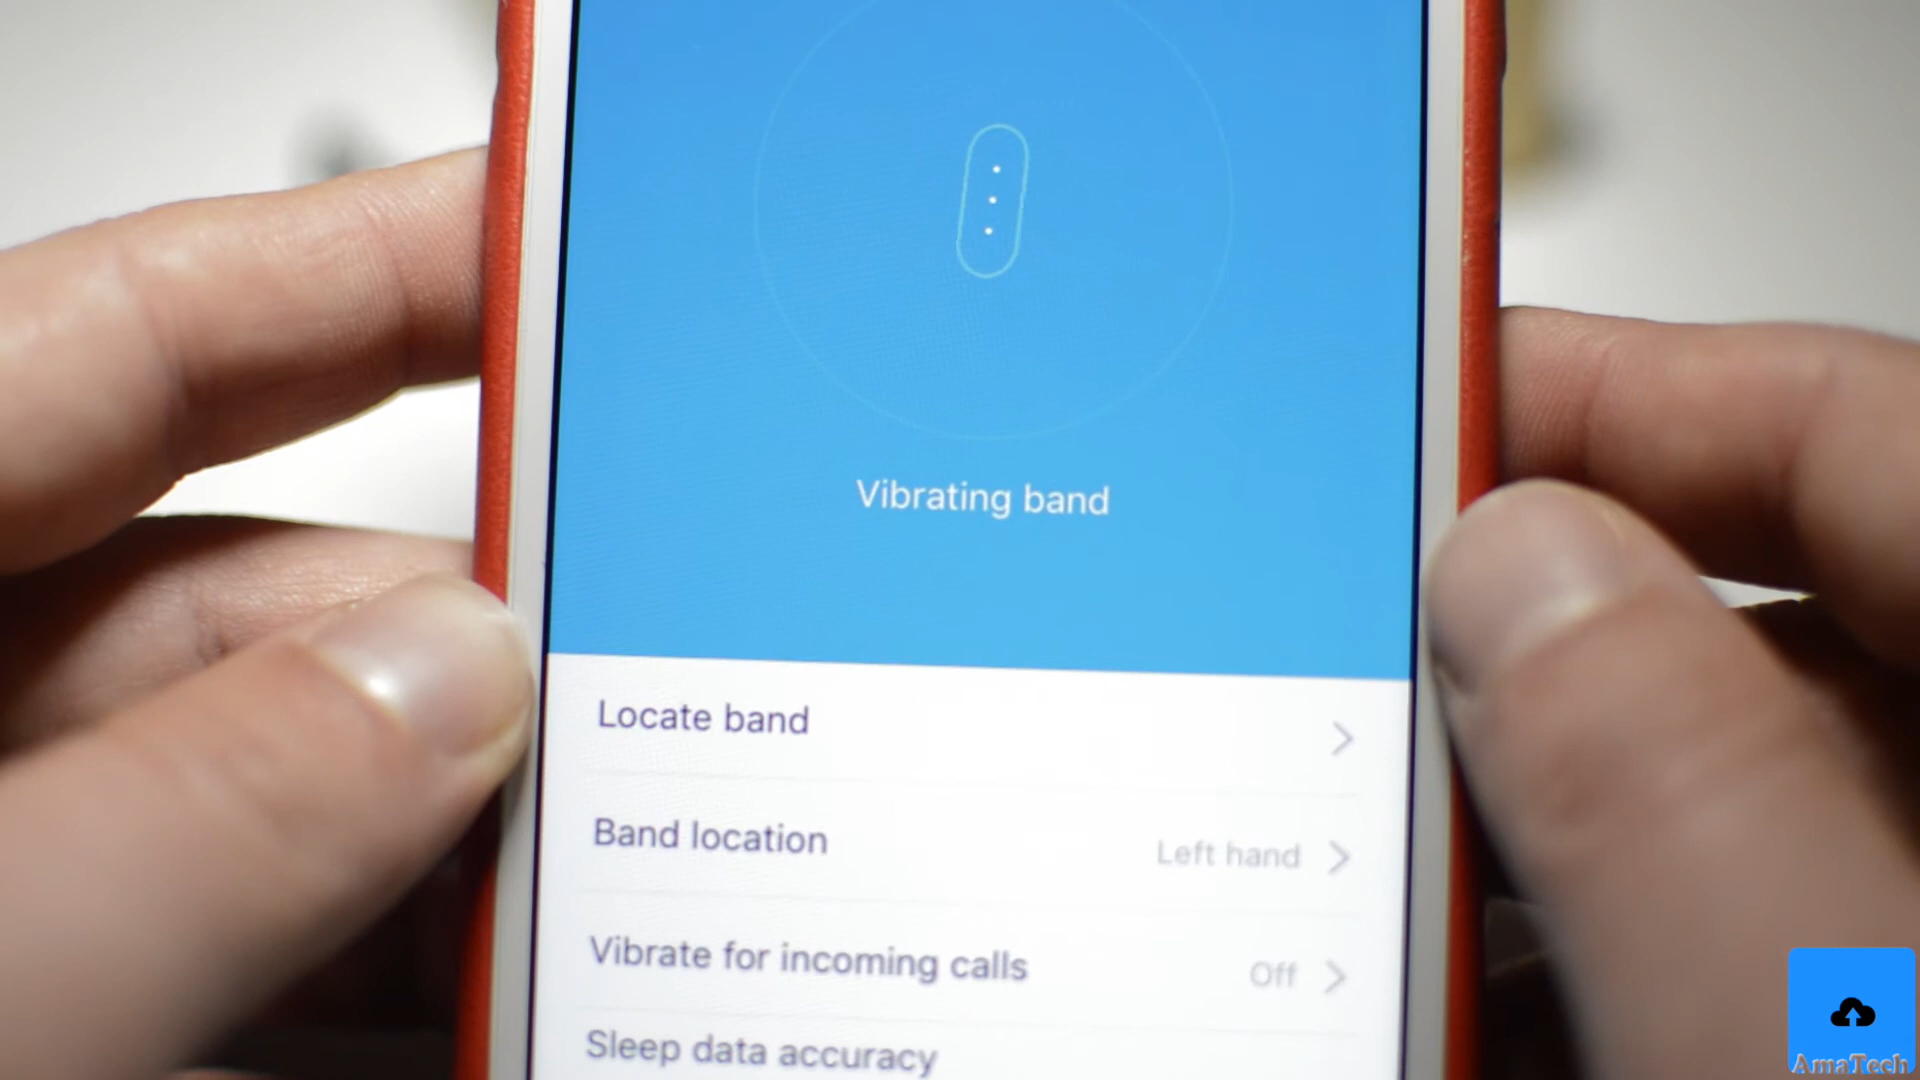 Vibrating band
Locate band
Band location
Left hand
Vibrate for incoming calls
Off
Sleep data accuracy
AmaTech